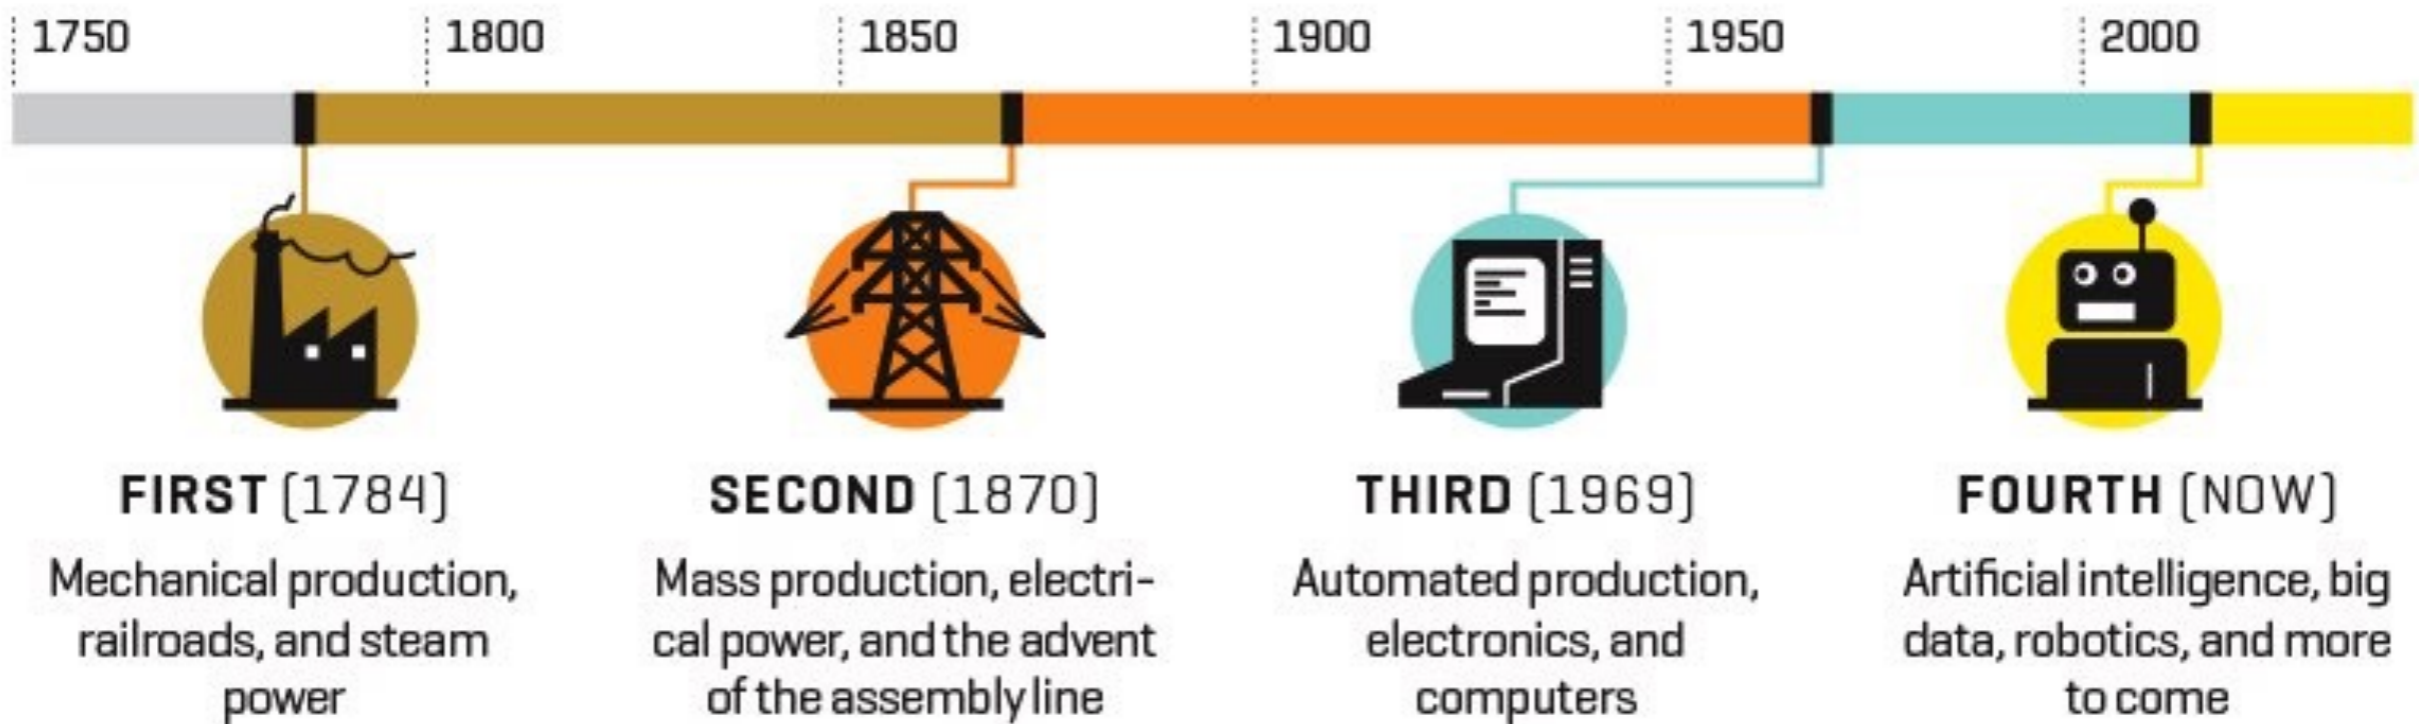 1750 1800 1850 1900 1950 2000
FIRST (1784)
Mechanical production,
railroads, and steam
power
SECOND (1870)
Mass production, electri-
cal power, and the advent
of the assembly line
THIRD (1969)
Automated production,
electronics, and
computers
FOURTH (NOW)
Artificial intelligence, big
data, robotics, and more
to come